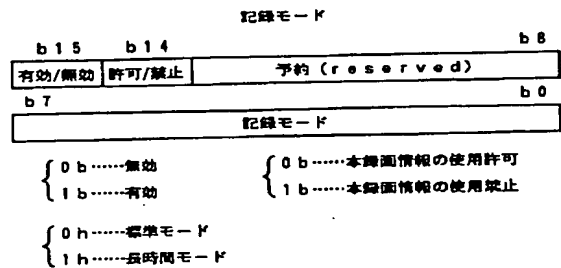 記録モード
b15 b14 b8
有効/無効 許可/禁止 予約(reserved)
b7 b0
記録モード
0b……無効 0b……本録画情報の使用許可
1b……有効 1b……本録画情報の使用禁止
0h……標準モード
1h……長時間モード